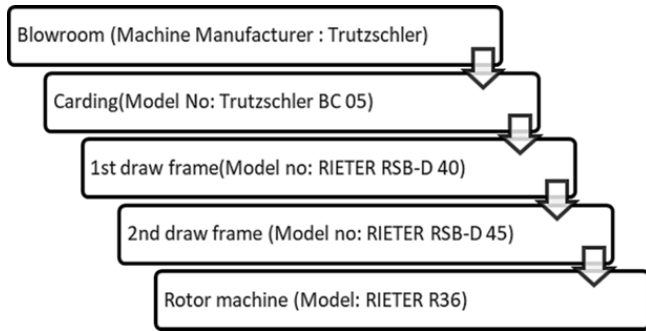 Blowroom (Machine Manufacturer : Trutzschler)
Carding(Model No: Trutzschler BC 05)
1st draw frame(Model no: RIETER RSB-D 40)
2nd draw frame (Model no: RIETER RSB-D 45)
Rotor machine (Model: RIETER R36)